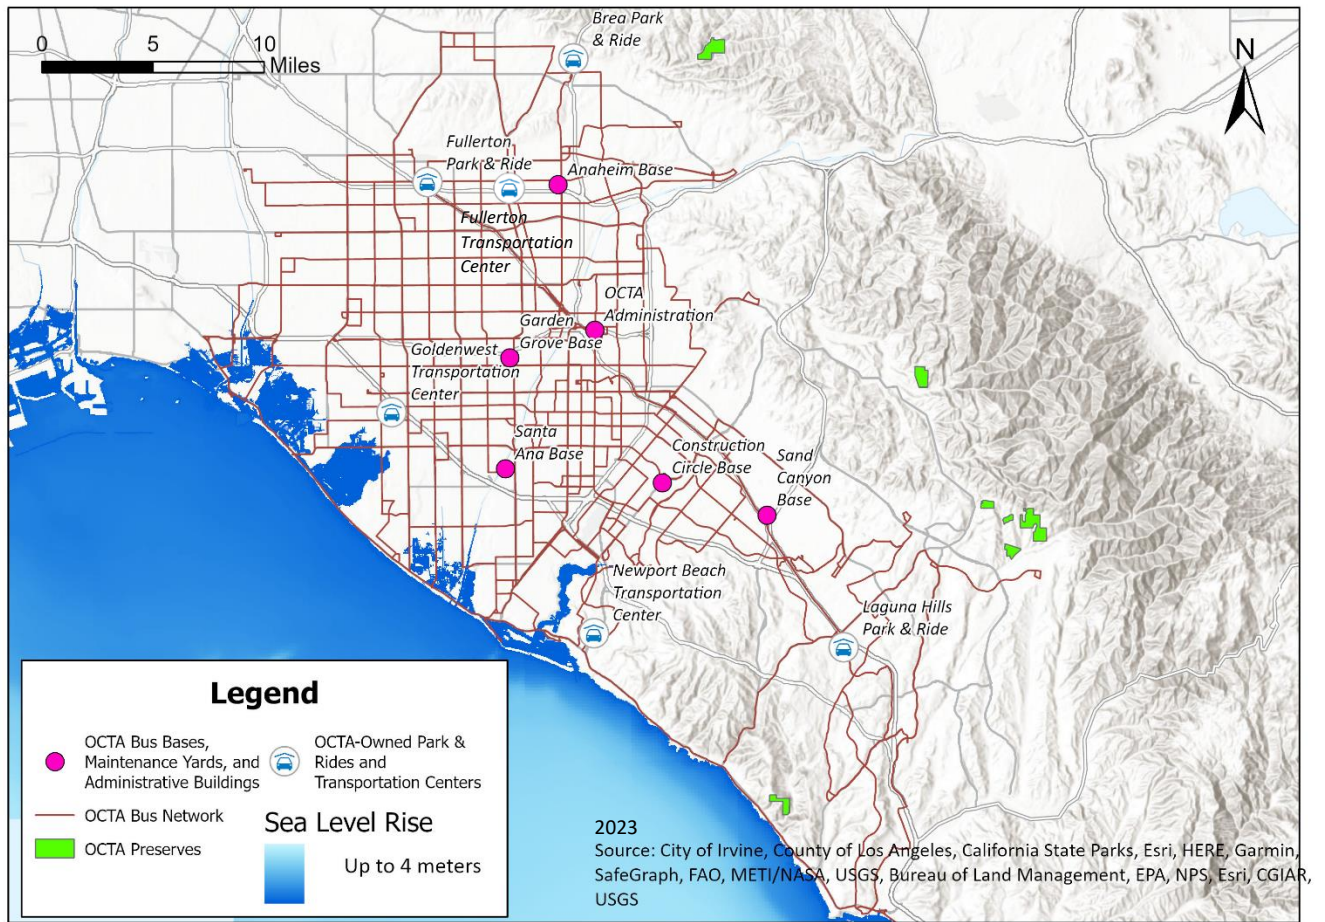 Brea Park
& Ride
0 5 10
Miles
N
Fullerton
Park & Ride
Anaheim Base
Fullerton
Transportation
Center
OCTA
Administration
Garden
Grove Base
Goldenwest
Transportation
Center
Santa
Ana Base
Construction
Circle Base
Sand
Canyon
Base
Newport Beach
Transportation
Center
Laguna Hills
Park & Ride
Legend
OCTA Bus Bases,
Maintenance Yards, and
Administrative Buildings
OCTA-Owned Park &
Rides and
Transportation Centers
OCTA Bus Network
OCTA Preserves
Sea Level Rise
Up to 4 meters
2023
Source: City of Irvine, County of Los Angeles, California State Parks, Esri, HERE, Garmin,
SafeGraph, FAO, METI/NASA, USGS, Bureau of Land Management, EPA, NPS, Esri, CGIAR,
USGS